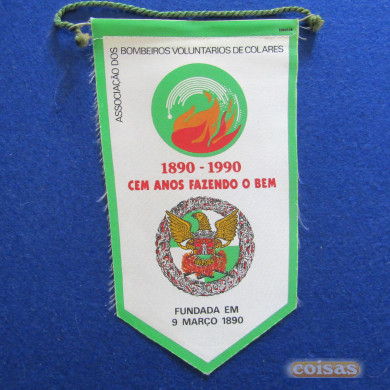 ASSOCIAÇÃO DOS BOMBEIROS VOLUNTARIOS DE COLARES
1890 - 1990
CEM ANOS FAZENDO O BEM
FUNDADA EM
9 MARÇO 1890
coisas